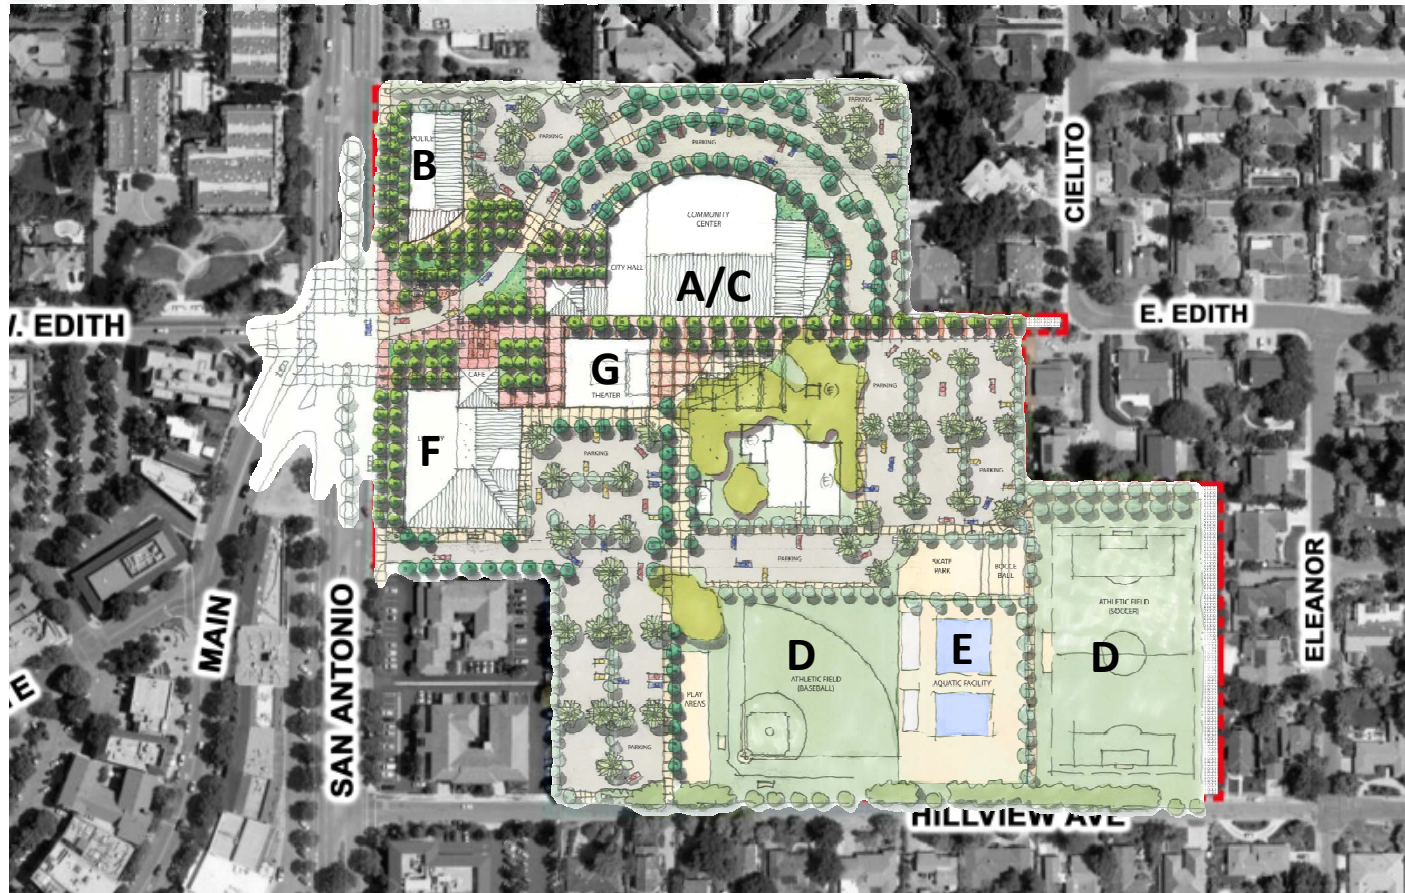 PARKING
POLICE
B
PARKING
PARKING
CIELITO
COMMUNITY
CENTER
CITY HALL
A/C
W. EDITH
E. EDITH
CAFE
G
THEATER
PARKING
F
PARKING
PARKING
PARKING
SKATE
PARK
BOCCE
BALL
ATHLETIC FIELD
(SOCCER)
ELEANOR
MAIN
SAN ANTONIO
D
ATHLETIC FIELD
(BASEBALL)
E
AQUATIC FACILITY
D
PLAY
AREAS
PARKING
HILLVIEW AVE